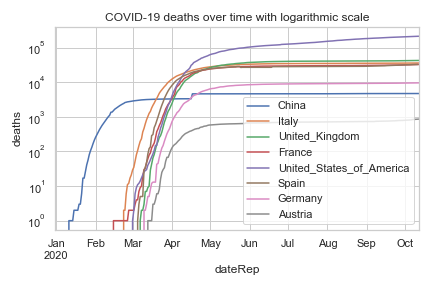 COVID-19 deaths over time with logarithmic scale
deaths
10^5
10^4
10^3
10^2
10^1
10^0
China
Italy
United_Kingdom
France
United_States_of_America
Spain
Germany
Austria
Jan Feb Mar Apr May Jun Jul Aug Sep Oct
2020
dateRep